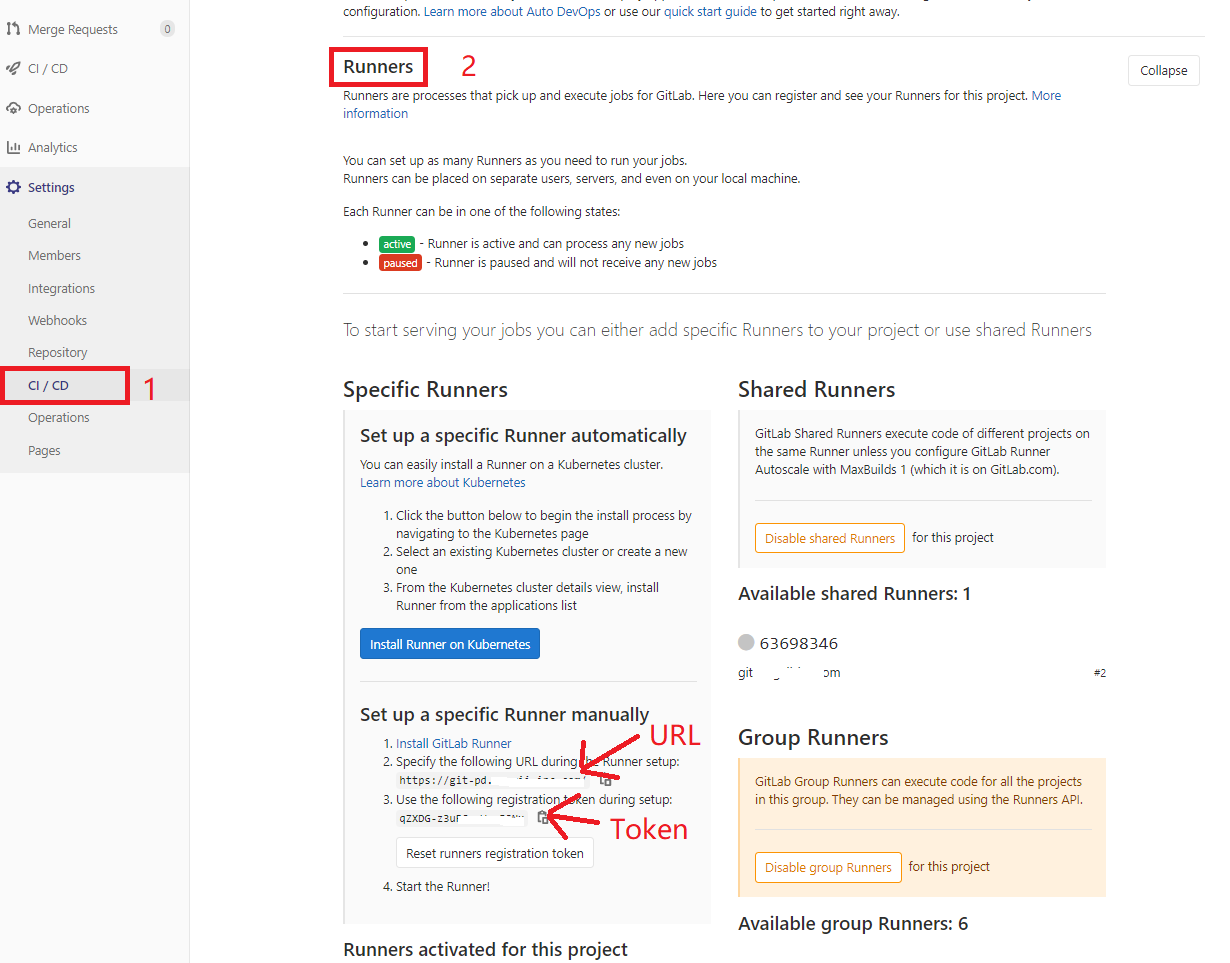 configuration. Learn more about Auto DevOps or use our quick start guide to get started right away.
Merge Requests 0
CI / CD
Operations
Analytics
Settings
General
Members
Integrations
Webhooks
Repository
CI / CD 1
Operations
Pages
Runners 2
Collapse
Runners are processes that pick up and execute jobs for GitLab. Here you can register and see your Runners for this project. More
information
You can set up as many Runners as you need to run your jobs.
Runners can be placed on separate users, servers, and even on your local machine.
Each Runner can be in one of the following states:
active - Runner is active and can process any new jobs
paused - Runner is paused and will not receive any new jobs
To start serving your jobs you can either add specific Runners to your project or use shared Runners
Specific Runners
Set up a specific Runner automatically
You can easily install a Runner on a Kubernetes cluster.
Learn more about Kubernetes
1. Click the button below to begin the install process by
navigating to the Kubernetes page
2. Select an existing Kubernetes cluster or create a new
one
3. From the Kubernetes cluster details view, install
Runner from the applications list
Install Runner on Kubernetes
Set up a specific Runner manually
1. Install GitLab Runner
URL
2. Specify the following URL during the Runner setup:
https://git-pd.
3. Use the following registration token during setup:
Token
Reset runners registration token
4. Start the Runner!
Runners activated for this project
Shared Runners
GitLab Shared Runners execute code of different projects on
the same Runner unless you configure GitLab Runner
Autoscale with MaxBuilds 1 (which it is on GitLab.com).
Disable shared Runners for this project
Available shared Runners: 1
63698346
git om #2
Group Runners
GitLab Group Runners can execute code for all the projects
in this group. They can be managed using the Runners API.
Disable group Runners for this project
Available group Runners: 6